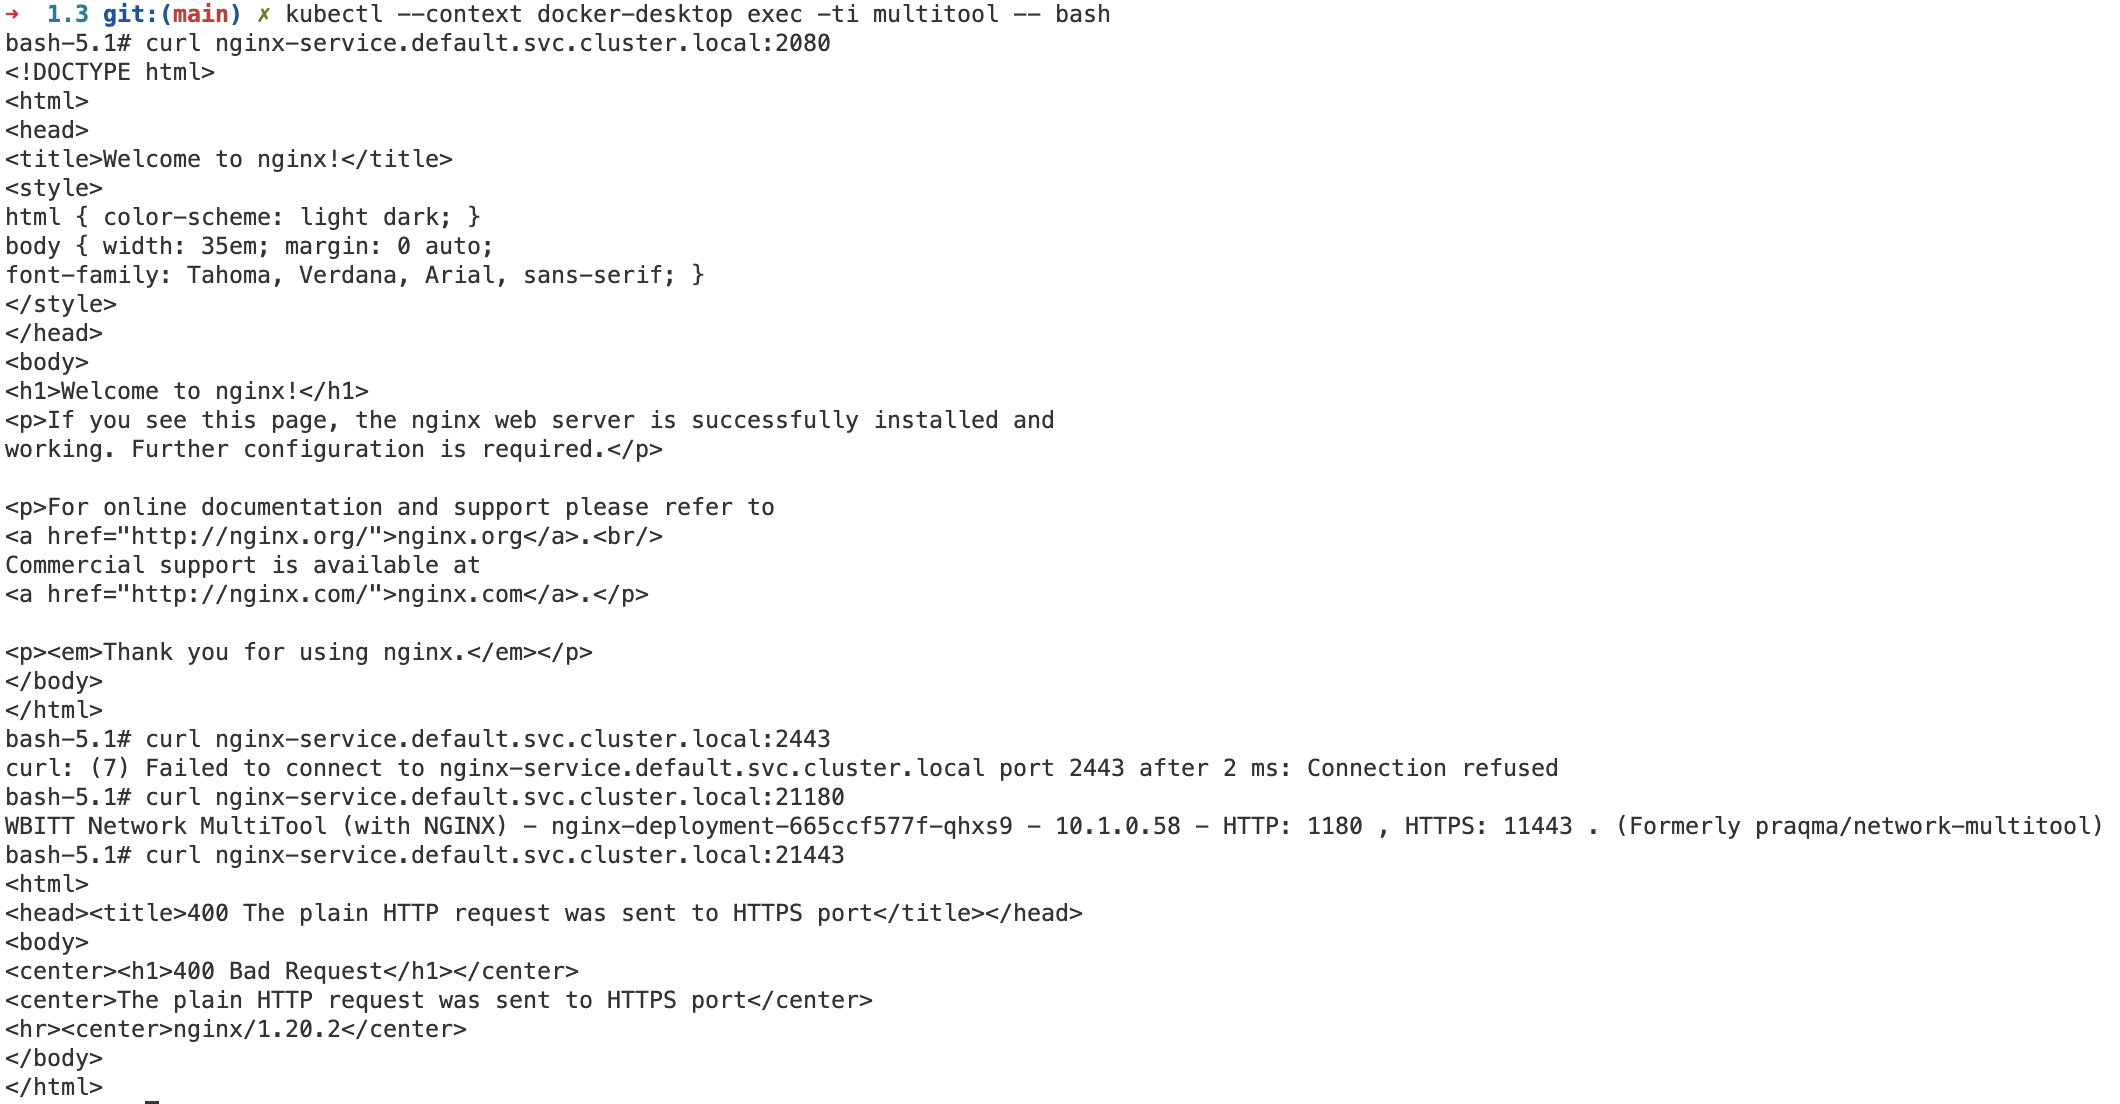 ➜  1.3 git:(main) ✗ kubectl --context docker-desktop exec -ti multitool -- bash
bash-5.1# curl nginx-service.default.svc.cluster.local:2080
<!DOCTYPE html>
<html>
<head>
<title>Welcome to nginx!</title>
<style>
html { color-scheme: light dark; }
body { width: 35em; margin: 0 auto;
font-family: Tahoma, Verdana, Arial, sans-serif; }
</style>
</head>
<body>
<h1>Welcome to nginx!</h1>
<p>If you see this page, the nginx web server is successfully installed and
working. Further configuration is required.</p>

<p>For online documentation and support please refer to
<a href="http://nginx.org/">nginx.org</a>.<br/>
Commercial support is available at
<a href="http://nginx.com/">nginx.com</a>.</p>

<p><em>Thank you for using nginx.</em></p>
</body>
</html>
bash-5.1# curl nginx-service.default.svc.cluster.local:2443
curl: (7) Failed to connect to nginx-service.default.svc.cluster.local port 2443 after 2 ms: Connection refused
bash-5.1# curl nginx-service.default.svc.cluster.local:21180
WBITT Network MultiTool (with NGINX) - nginx-deployment-665ccf577f-qhxs9 - 10.1.0.58 - HTTP: 1180 , HTTPS: 11443 . (Formerly praqma/network-multitool)
bash-5.1# curl nginx-service.default.svc.cluster.local:21443
<html>
<head><title>400 The plain HTTP request was sent to HTTPS port</title></head>
<body>
<center><h1>400 Bad Request</h1></center>
<center>The plain HTTP request was sent to HTTPS port</center>
<hr><center>nginx/1.20.2</center>
</body>
</html>